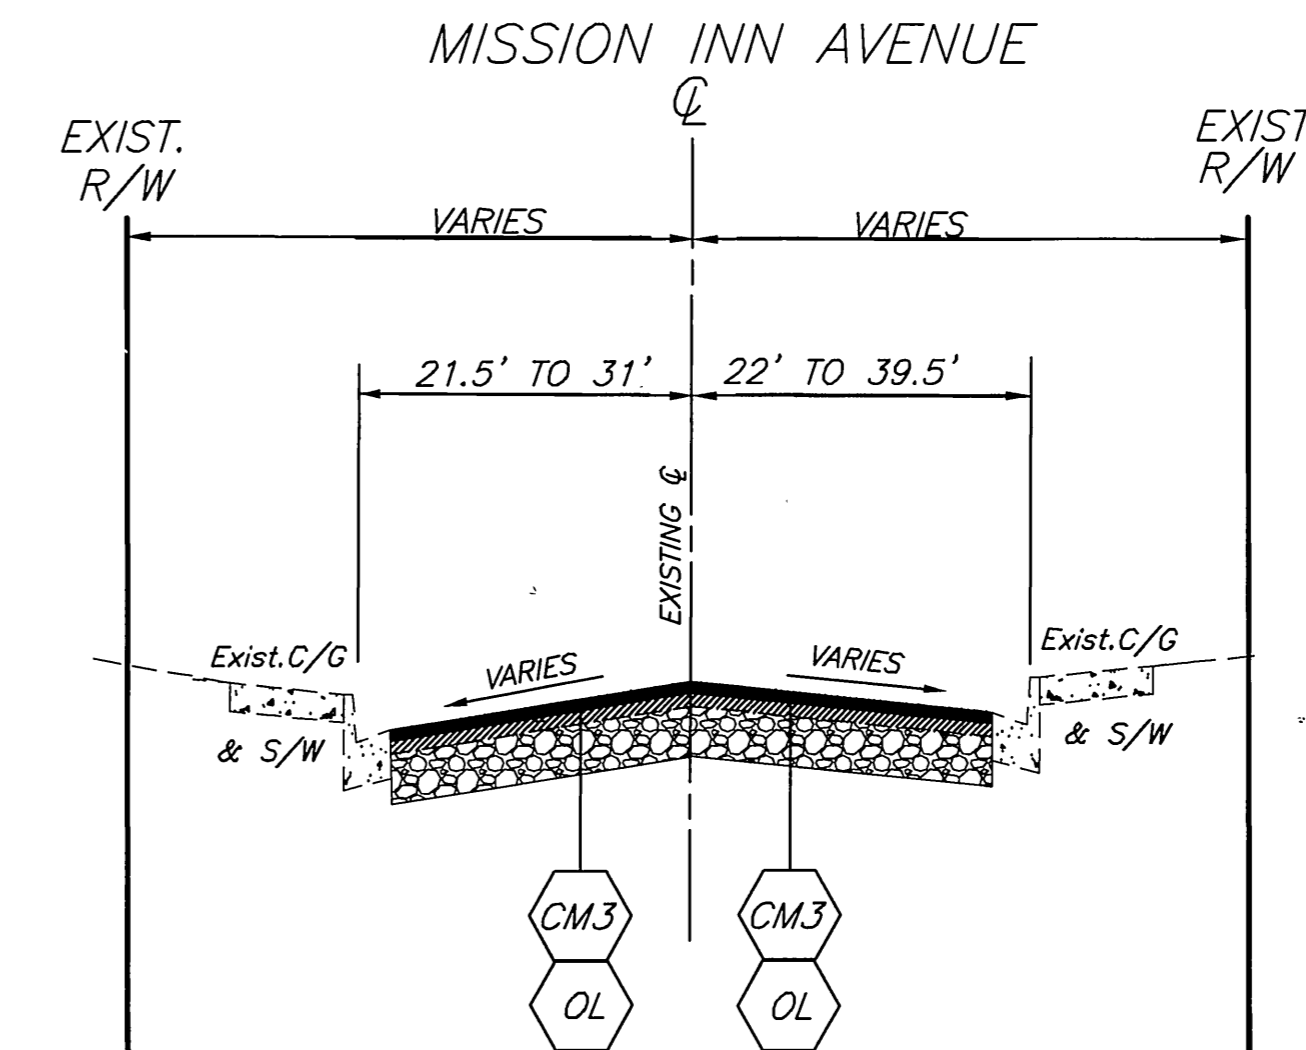 MISSION INN AVENUE
℄
EXIST.
R/W
EXIST
R/W
VARIES
VARIES
21.5' TO 31'
22' TO 39.5'
EXISTING ℄
Exist.C/G
& S/W
VARIES
VARIES
Exist.C/G
& S/W
CM3
CM3
OL
OL